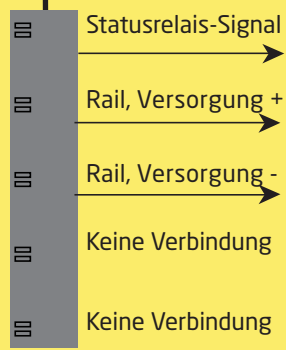 Statusrelais-Signal
Rail, Versorgung +
Rail, Versorgung -
Keine Verbindung
Keine Verbindung